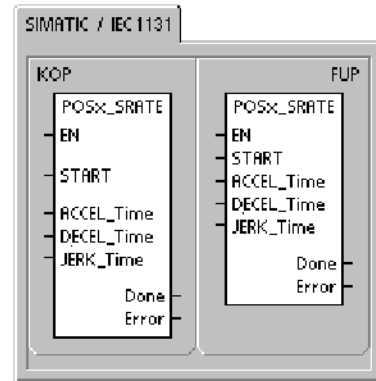 SIMATIC / IEC 1131
KOP
POSx_SRATE
EN
START
ACCEL_Time
DECEL_Time
JERK_Time
Done
Error
FUP
POSx_SRATE
EN
START
ACCEL_Time
DECEL_Time
JERK_Time
Done
Error